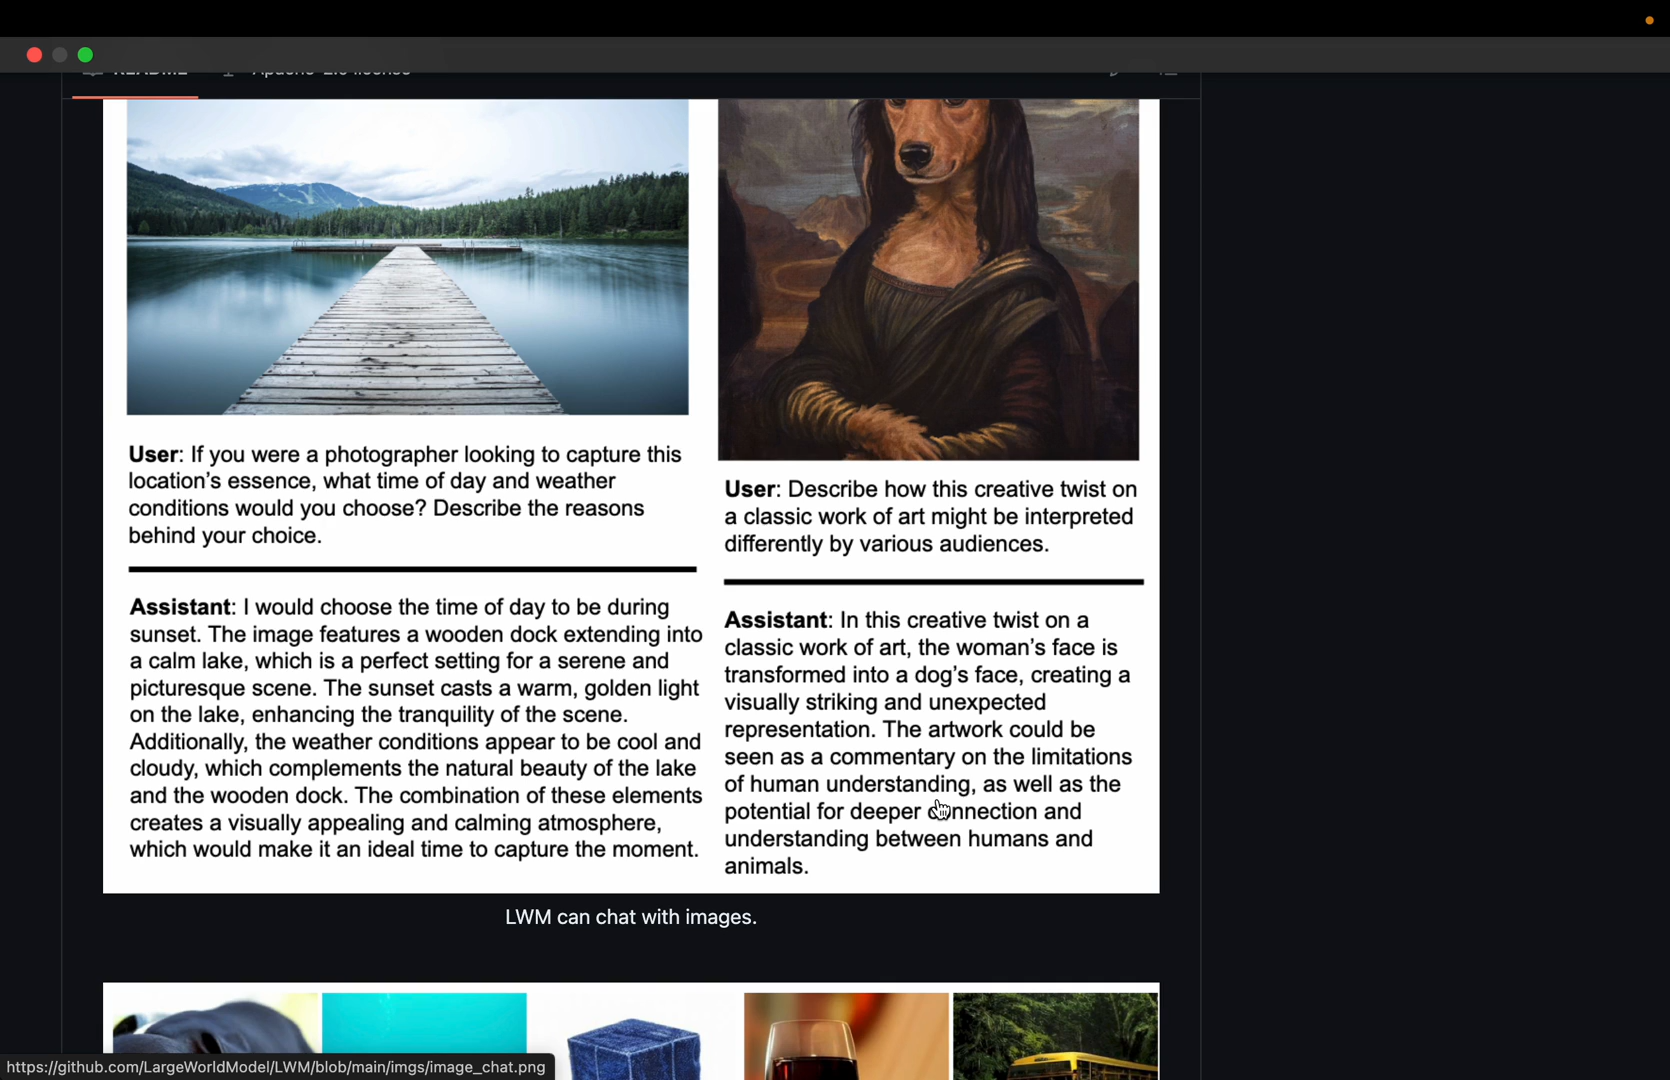 README
Apache-2.0 license
User: If you were a photographer looking to capture this
location's essence, what time of day and weather
conditions would you choose? Describe the reasons
behind your choice.
Assistant: I would choose the time of day to be during
sunset. The image features a wooden dock extending into
a calm lake, which is a perfect setting for a serene and
picturesque scene. The sunset casts a warm, golden light
on the lake, enhancing the tranquility of the scene.
Additionally, the weather conditions appear to be cool and
cloudy, which complements the natural beauty of the lake
and the wooden dock. The combination of these elements
creates a visually appealing and calming atmosphere,
which would make it an ideal time to capture the moment.
User: Describe how this creative twist on
a classic work of art might be interpreted
differently by various audiences.
Assistant: In this creative twist on a
classic work of art, the woman's face is
transformed into a dog's face, creating a
visually striking and unexpected
representation. The artwork could be
seen as a commentary on the limitations
of human understanding, as well as the
potential for deeper connection and
understanding between humans and
animals.
LWM can chat with images.
https://github.com/LargeWorldModel/LWM/blob/main/imgs/image_chat.png